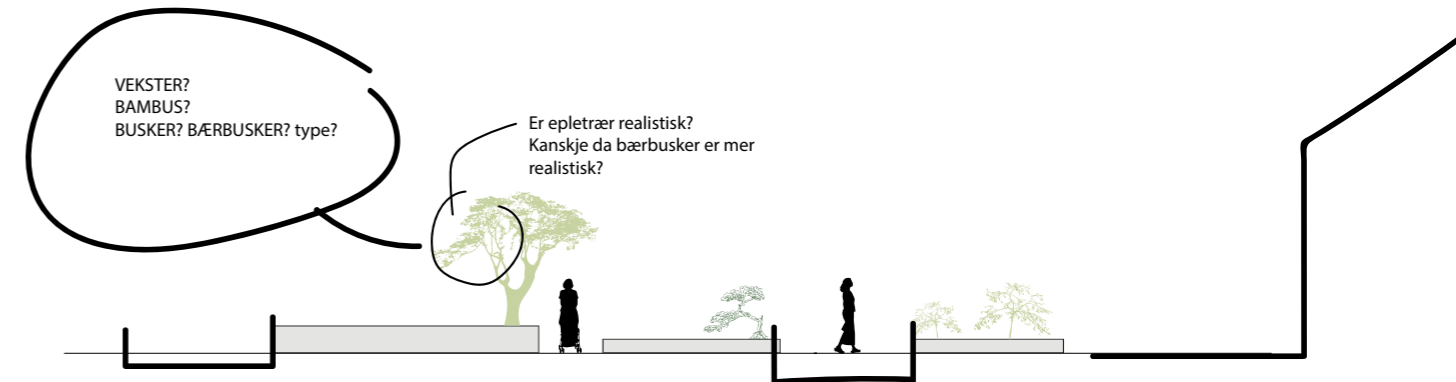 VEKSTER?
BAMBUS?
BUSKER? BÆRBUSKER? type?
Er epletrær realistisk?
Kanskje da bærbusker er mer
realistisk?